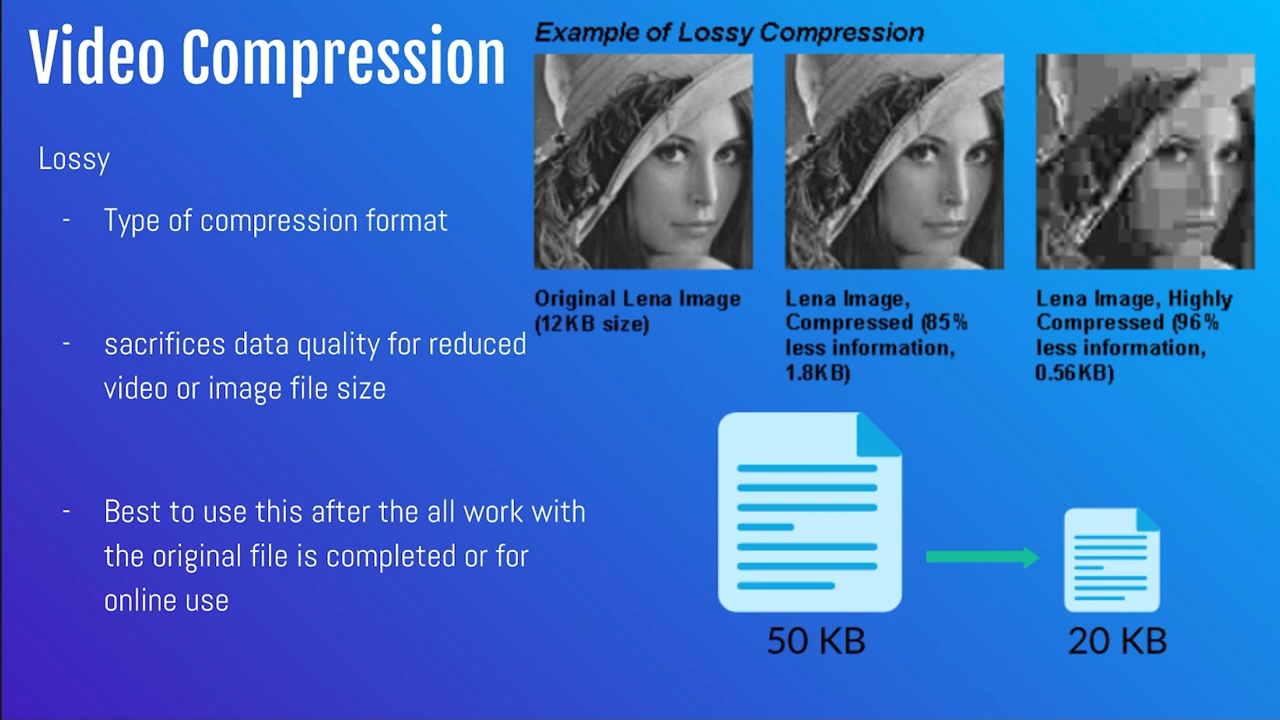 Video Compression
Lossy
- Type of compression format
- sacrifices data quality for reduced
video or image file size
- Best to use this after the all work with
the original file is completed or for
online use
Example of Lossy Compression
Original Lena Image
(12KB size)
Lena Image,
Compressed (85%
less information,
1.8KB)
Lena Image, Highly
Compressed (96%
less information,
0.56KB)
50 KB
20 KB